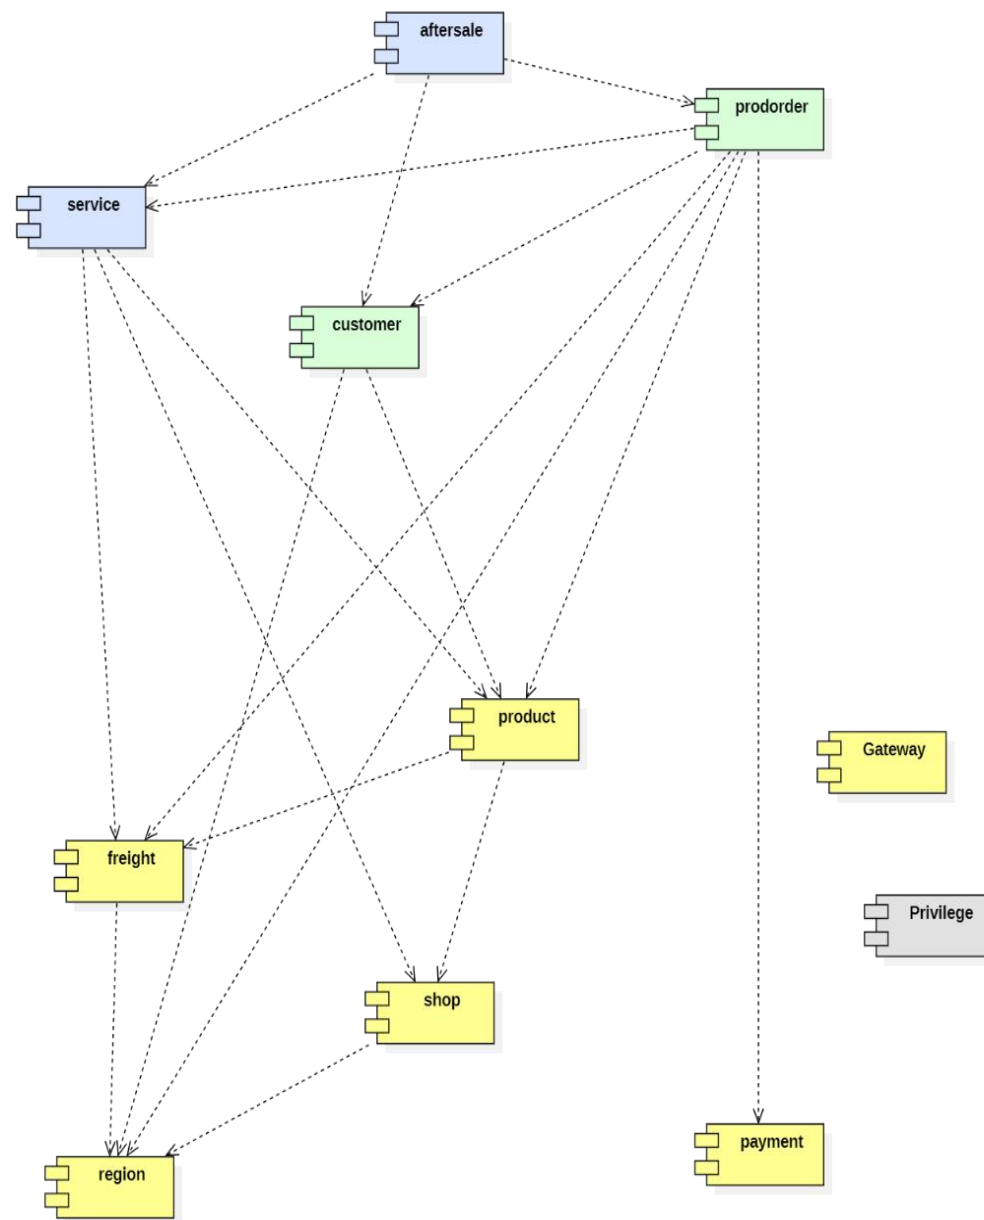 aftersale
prodorder
service
customer
product
Gateway
freight
Privilege
shop
payment
region